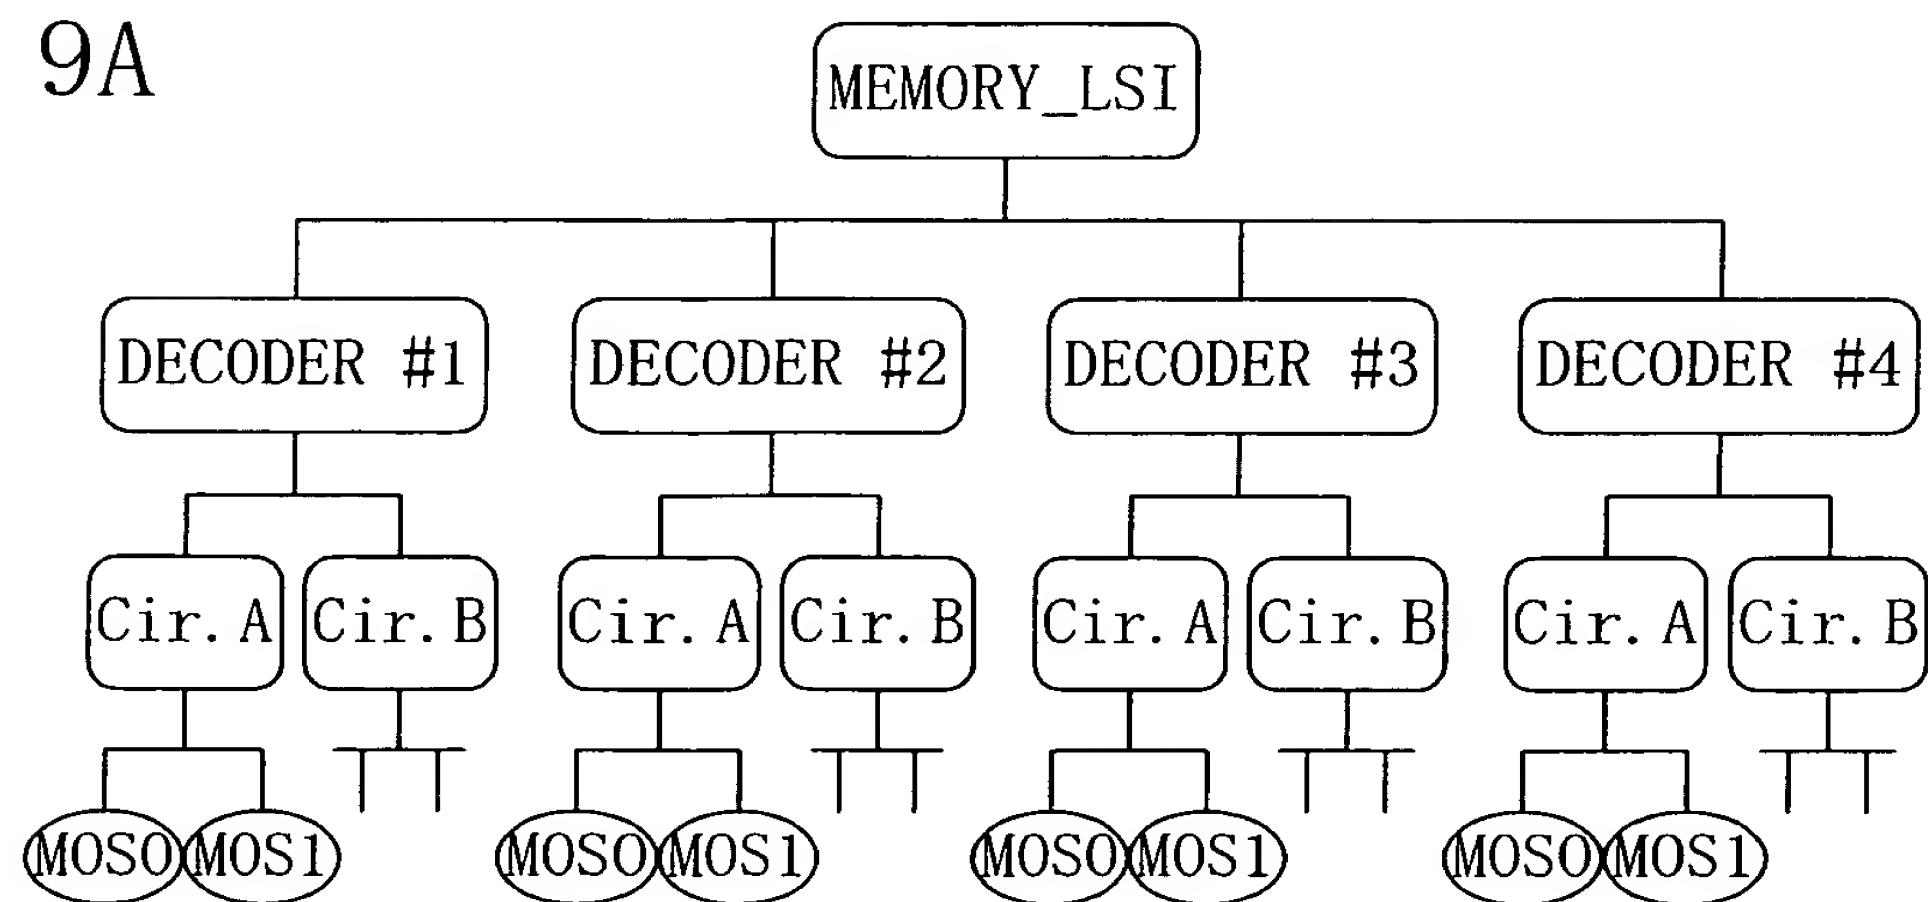 9A
MEMORY_LSI
DECODER #1
DECODER #2
DECODER #3
DECODER #4
Cir. A
Cir. B
Cir. A
Cir. B
Cir. A
Cir. B
Cir. A
Cir. B
MOS0
MOS1
MOS0
MOS1
MOS0
MOS1
MOS0
MOS1